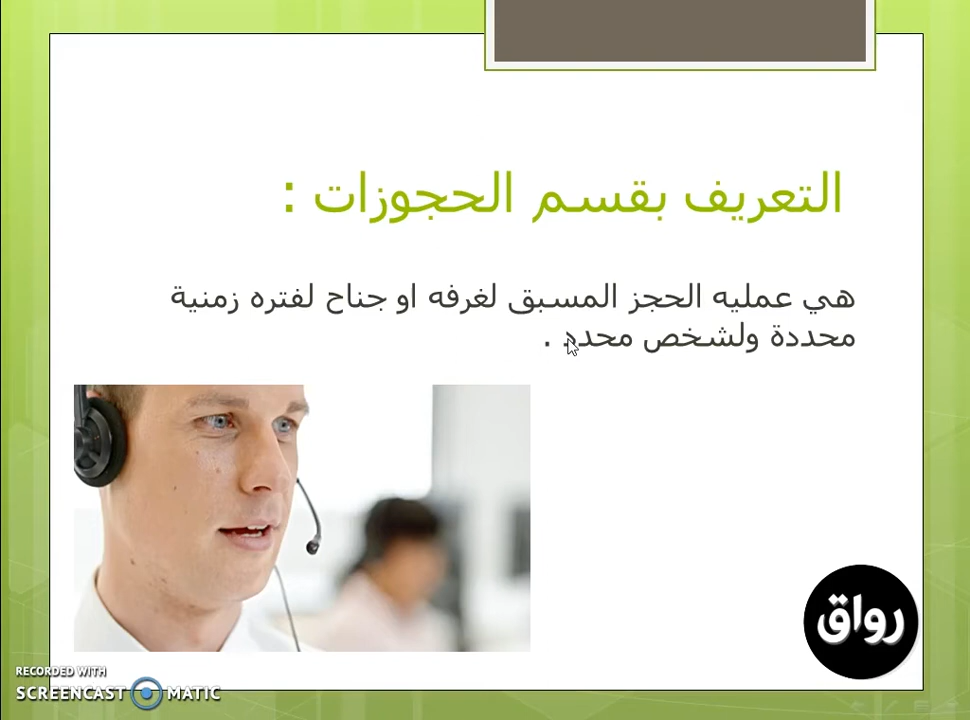 التعريف بقسم الحجوزات :
هي عمليه الحجز المسبق لغرفه او جناح لفتره زمنية
محددة ولشخص محدد .
رواق
RECORDED WITH
SCREENCAST MATIC